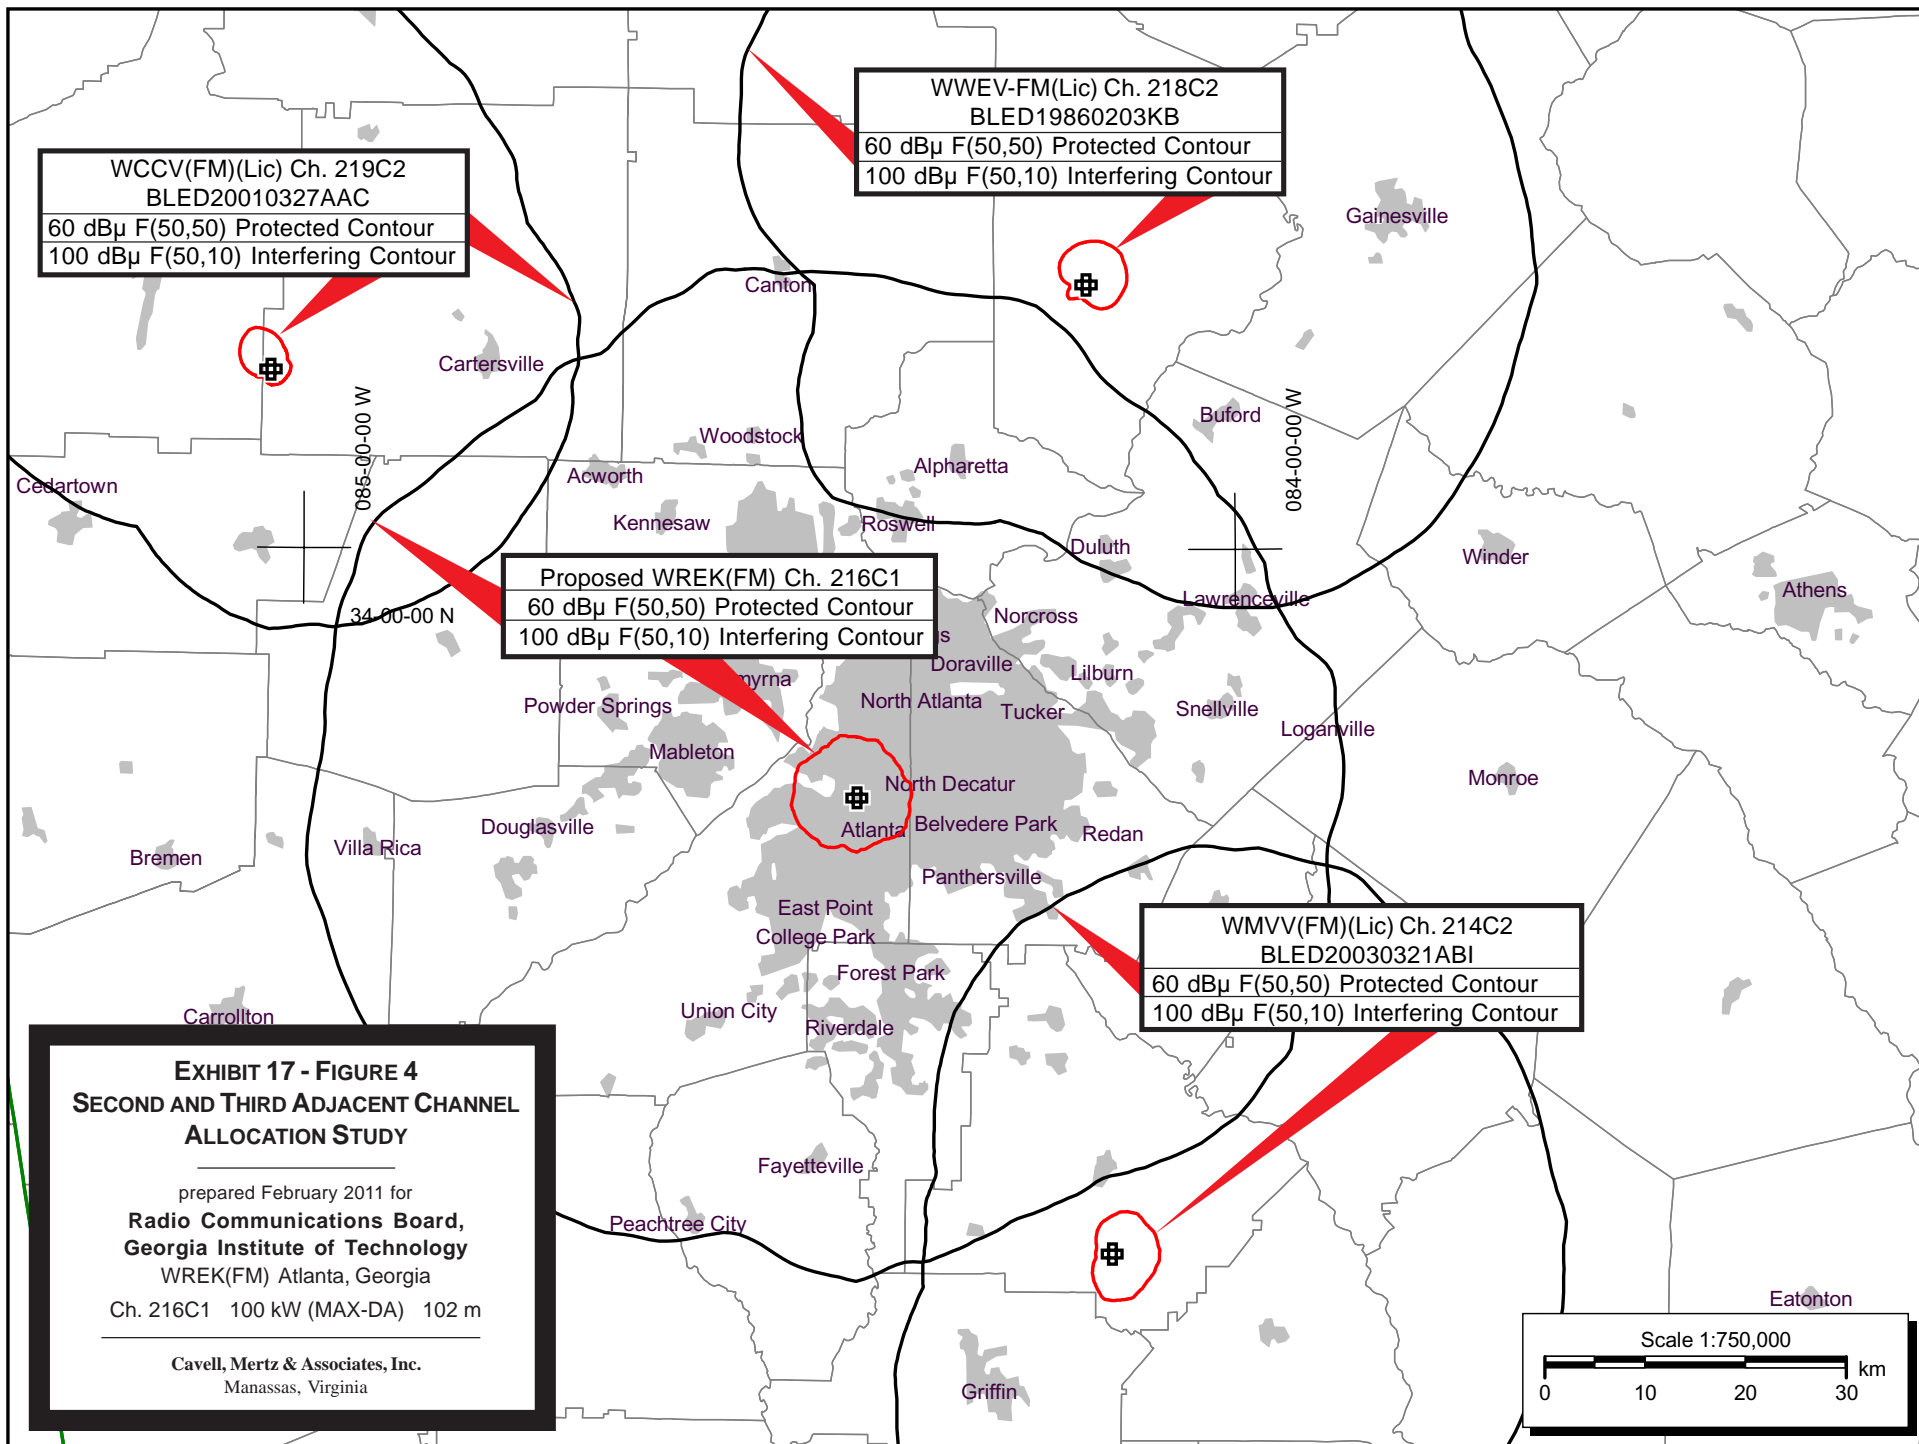 WWEV-FM(Lic) Ch. 218C2
BLED19860203KB
60 dBµ F(50,50) Protected Contour
100 dBµ F(50,10) Interfering Contour
WCCV(FM)(Lic) Ch. 219C2
BLED20010327AAC
60 dBµ F(50,50) Protected Contour
100 dBµ F(50,10) Interfering Contour
Gainesville
Canton
Cartersville
085-00-00 W
084-00-00 W
Buford
Woodstock
Alpharetta
Acworth
Cedartown
Kennesaw
Roswell
Duluth
Winder
Athens
Lawrenceville
34-00-00 N
Norcross
Proposed WREK(FM) Ch. 216C1
60 dBµ F(50,50) Protected Contour
100 dBµ F(50,10) Interfering Contour
gs
Doraville
Lilburn
myrna
North Atlanta
Tucker
Powder Springs
Snellville
Loganville
Mableton
North Decatur
Monroe
Douglasville
Atlanta
Belvedere Park
Redan
Villa Rica
Bremen
Panthersville
East Point
College Park
Forest Park
WMVV(FM)(Lic) Ch. 214C2
BLED20030321ABI
60 dBµ F(50,50) Protected Contour
100 dBµ F(50,10) Interfering Contour
Union City
Riverdale
Carrollton
EXHIBIT 17 - FIGURE 4
SECOND AND THIRD ADJACENT CHANNEL
ALLOCATION STUDY
prepared February 2011 for
Radio Communications Board,
Georgia Institute of Technology
WREK(FM) Atlanta, Georgia
Ch. 216C1 100 kW (MAX-DA) 102 m
Cavell, Mertz & Associates, Inc.
Manassas, Virginia
Fayetteville
Peachtree City
Griffin
Eatonton
Scale 1:750,000
km
0 10 20 30